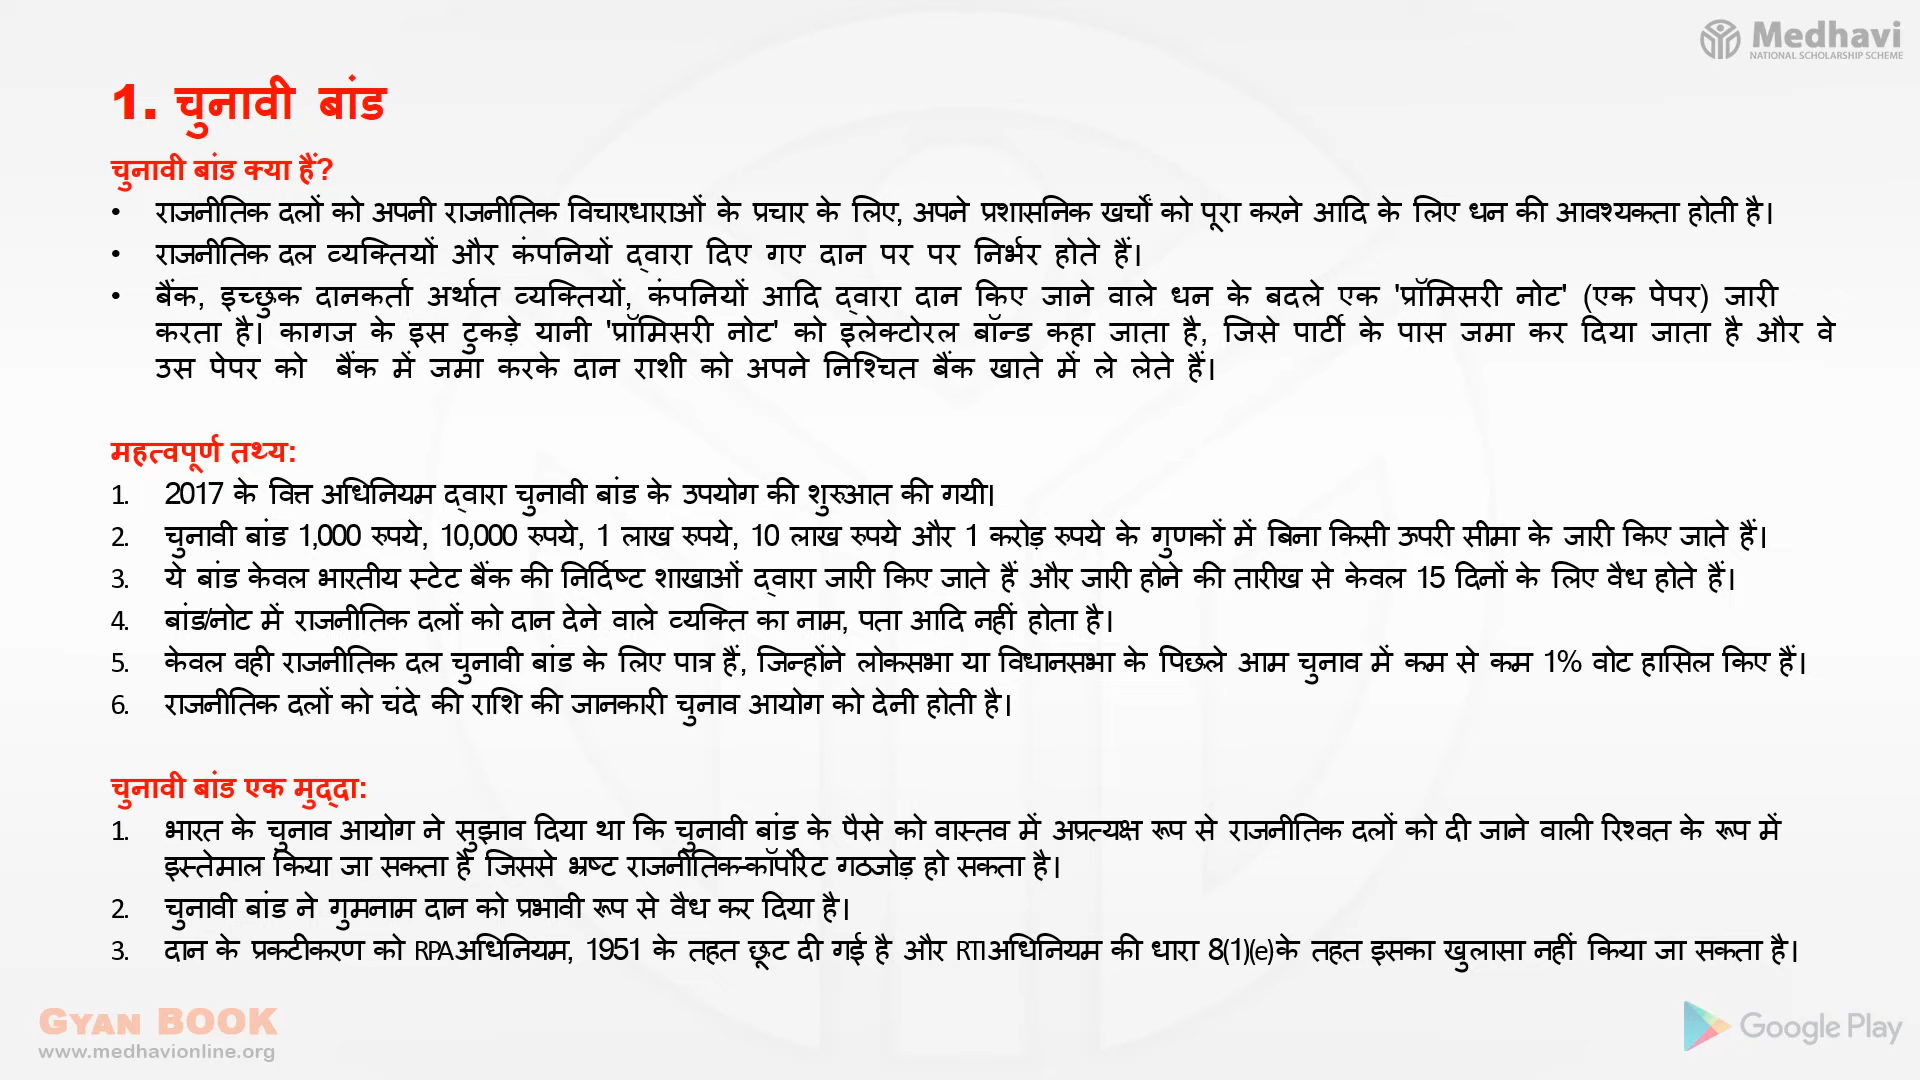 Medhavi
NATIONAL SCHOLARSHIP SCHEME
1. चुनावी बांड
चुनावी बांड क्या हैं?
• राजनीतिक दलों को अपनी राजनीतिक विचारधाराओं के प्रचार के लिए, अपने प्रशासनिक खर्चों को पूरा करने आदि के लिए धन की आवश्यकता होती है।
• राजनीतिक दल व्यक्तियों और कंपनियों द्वारा दिए गए दान पर पर निर्भर होते हैं।
• बैंक, इच्छुक दानकर्ता अर्थात व्यक्तियों, कंपनियों आदि द्वारा दान किए जाने वाले धन के बदले एक 'प्रॉमिसरी नोट' (एक पेपर) जारी
करता है। कागज के इस टुकड़े यानी 'प्रॉमिसरी नोट' को इलेक्टोरल बॉन्ड कहा जाता है, जिसे पार्टी के पास जमा कर दिया जाता है और वे
उस पेपर को बैंक में जमा करके दान राशी को अपने निश्चित बैंक खाते में ले लेते हैं।
महत्वपूर्ण तथ्य:
1. 2017 के वित्त अधिनियम द्वारा चुनावी बांड के उपयोग की शुरुआत की गयी।
2. चुनावी बांड 1,000 रुपये, 10,000 रुपये, 1 लाख रुपये, 10 लाख रुपये और 1 करोड़ रुपये के गुणकों में बिना किसी ऊपरी सीमा के जारी किए जाते हैं।
3. ये बांड केवल भारतीय स्टेट बैंक की निर्दिष्ट शाखाओं द्वारा जारी किए जाते हैं और जारी होने की तारीख से केवल 15 दिनों के लिए वैध होते हैं।
4. बांड/नोट में राजनीतिक दलों को दान देने वाले व्यक्ति का नाम, पता आदि नहीं होता है।
5. केवल वही राजनीतिक दल चुनावी बांड के लिए पात्र हैं, जिन्होंने लोकसभा या विधानसभा के पिछले आम चुनाव में कम से कम 1% वोट हासिल किए हैं।
6. राजनीतिक दलों को चंदे की राशि की जानकारी चुनाव आयोग को देनी होती है।
चुनावी बांड एक मुद्दा:
1. भारत के चुनाव आयोग ने सुझाव दिया था कि चुनावी बांड के पैसे को वास्तव में अप्रत्यक्ष रूप से राजनीतिक दलों को दी जाने वाली रिश्वत के रूप में
इस्तेमाल किया जा सकता है जिससे भ्रष्ट राजनीतिक-कॉर्पोरेट गठजोड़ हो सकता है।
2. चुनावी बांड ने गुमनाम दान को प्रभावी रूप से वैध कर दिया है।
3. दान के प्रकटीकरण को RPA अधिनियम, 1951 के तहत छूट दी गई है और RTI अधिनियम की धारा 8(1)(e) के तहत इसका खुलासा नहीं किया जा सकता है।
GYAN BOOK
www.medhavionline.org
Google Play